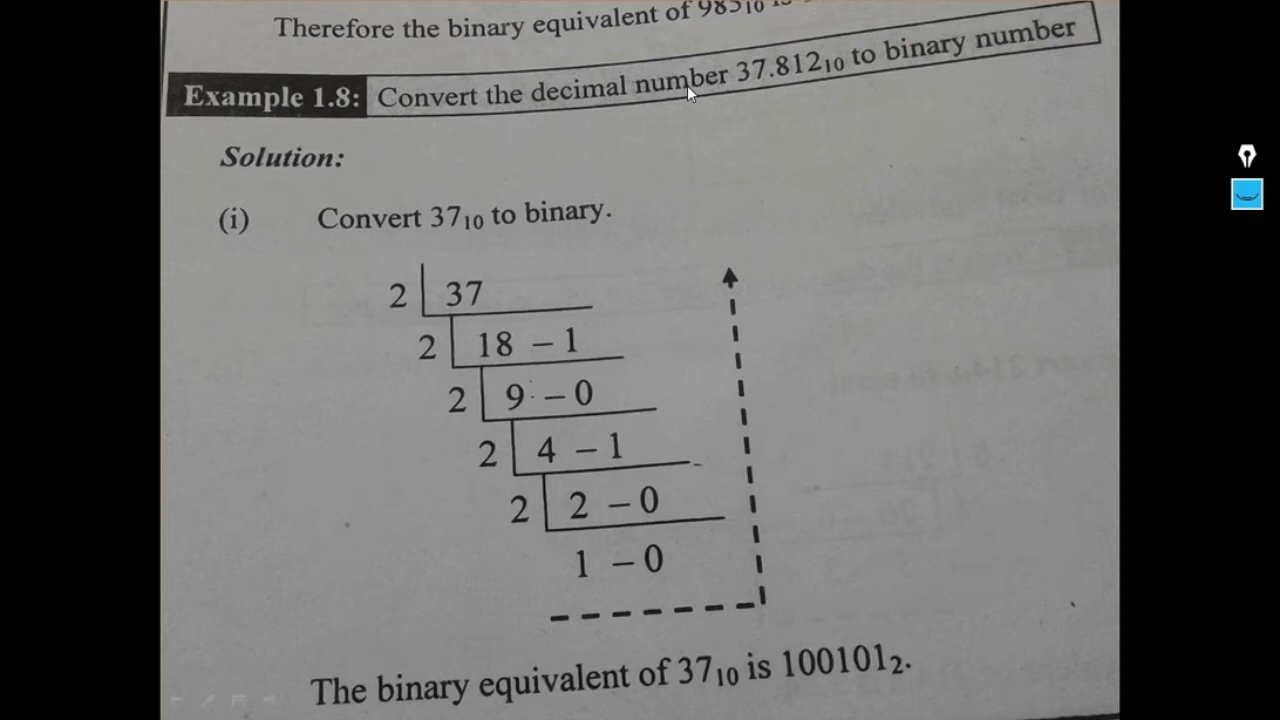 Therefore the binary equivalent of 985₁₀ is
Example 1.8: Convert the decimal number 37.812₁₀ to binary number
Solution:
(i) Convert 37₁₀ to binary.
2 37
2 18 – 1
2 9 – 0
2 4 – 1
2 2 – 0
1 – 0
The binary equivalent of 37₁₀ is 100101₂.